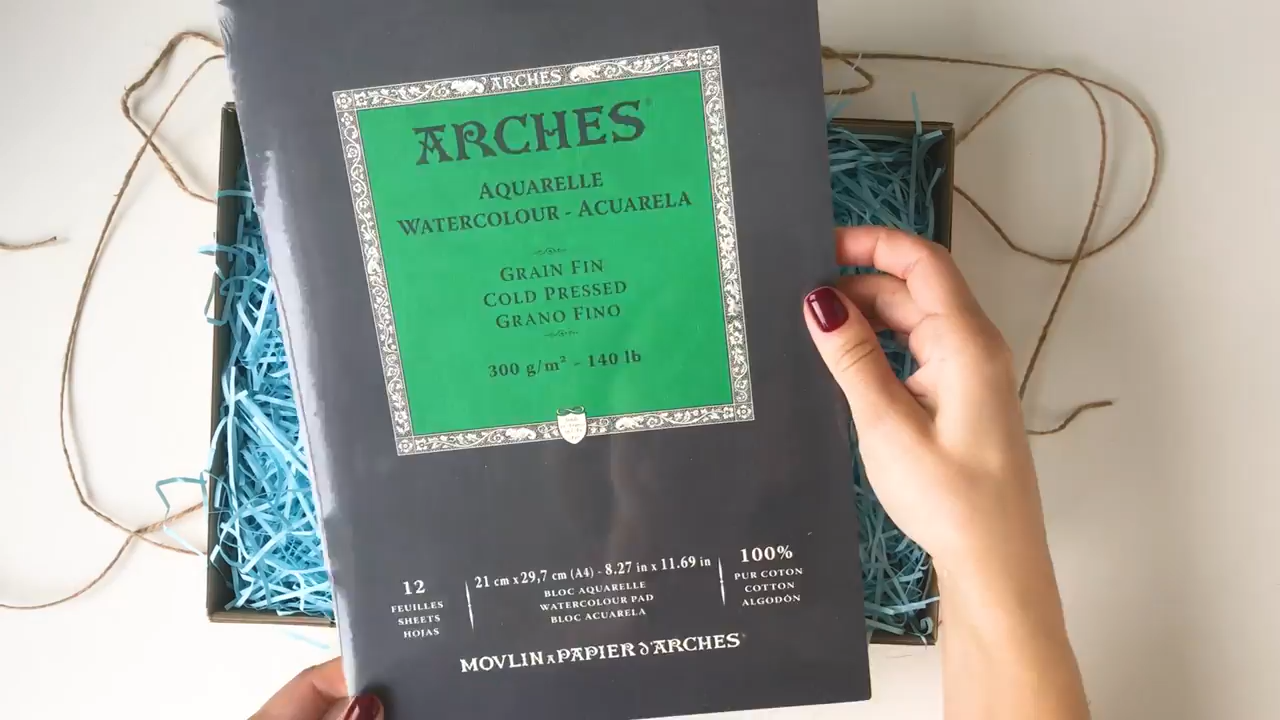 ARCHES
ARCHES®
AQUARELLE
WATERCOLOUR - ACUARELA
GRAIN FIN
COLD PRESSED
GRANO FINO
300 g/m² - 140 lb
12
FEUILLES
SHEETS
HOJAS
21 cm x 29,7 cm (A4) - 8.27 in x 11.69 in
BLOC AQUARELLE
WATERCOLOUR PAD
BLOC ACUARELA
100%
PUR COTON
COTTON
ALGODÓN
MOVLIN À PAPIER d'ARCHES®